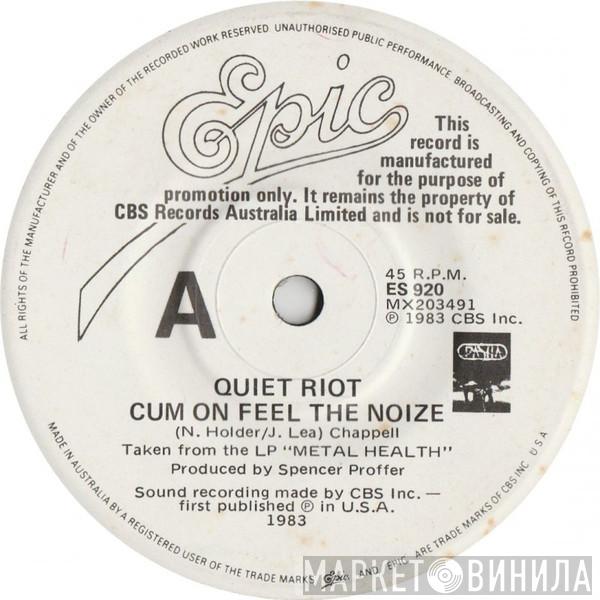 ALL RIGHTS OF THE MANUFACTURER AND OF THE OWNER OF THE RECORDED WORK RESERVED. UNAUTHORISED PUBLIC PERFORMANCE, BROADCASTING AND COPYING OF THIS RECORD PROHIBITED
Epic
This
record is
manufactured
for the purpose of
promotion only. It remains the property of
CBS Records Australia Limited and is not for sale.
A
45 R.P.M.
ES 920
MX203491
℗ 1983 CBS Inc.
PASHA
QUIET RIOT
CUM ON FEEL THE NOIZE
(N. Holder/J. Lea) Chappell
Taken from the LP "METAL HEALTH"
Produced by Spencer Proffer
Sound recording made by CBS Inc. —
first published ℗ in U.S.A.
1983
MADE IN AUSTRALIA BY A REGISTERED USER OF THE TRADE MARKS Epic AND "EPIC" ARE TRADE MARKS OF CBS INC. USA
МАРКЕТ ВИНИЛА